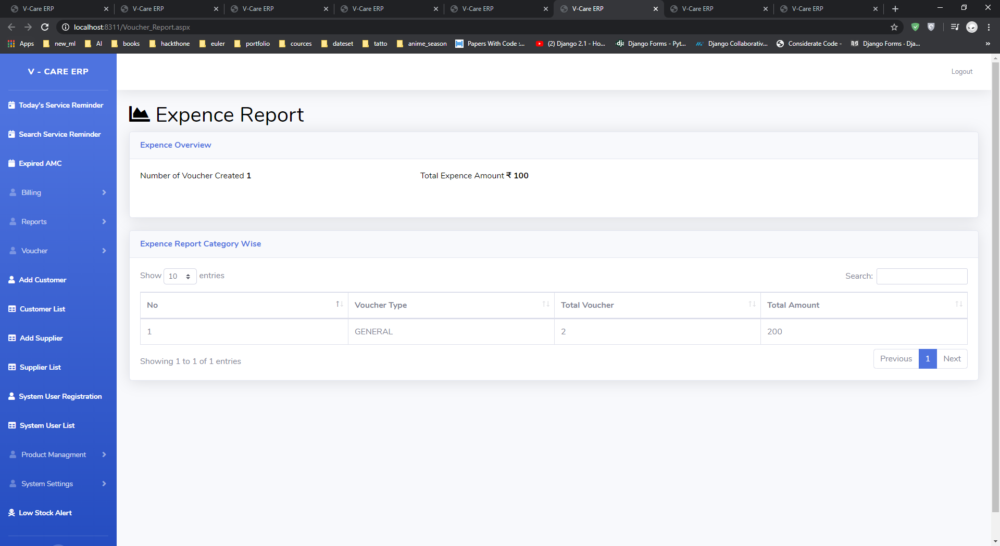 V-Care ERP V-Care ERP V-Care ERP V-Care ERP V-Care ERP V-Care ERP V-Care ERP V-Care ERP
localhost:8311/Voucher_Report.aspx
Apps new_ml AI books hackthone euler portfolio cources dateset tatto anime_season Papers With Code :... (2) Django 2.1 - Ho... dja Django Forms - Pyt... Django Collaborativ... Considerate Code - Django Forms · Dja... »
V - CARE ERP
Today's Service Reminder
Search Service Reminder
Expired AMC
Billing
Reports
Voucher
Add Customer
Customer List
Add Supplier
Supplier List
System User Registration
System User List
Product Managment
System Settings
Low Stock Alert
Logout
Expence Report
Expence Overview
Number of Voucher Created 1 Total Expence Amount ₹ 100
Expence Report Category Wise
Show 10 entries Search:
No Voucher Type Total Voucher Total Amount
1 GENERAL 2 200
Showing 1 to 1 of 1 entries Previous 1 Next